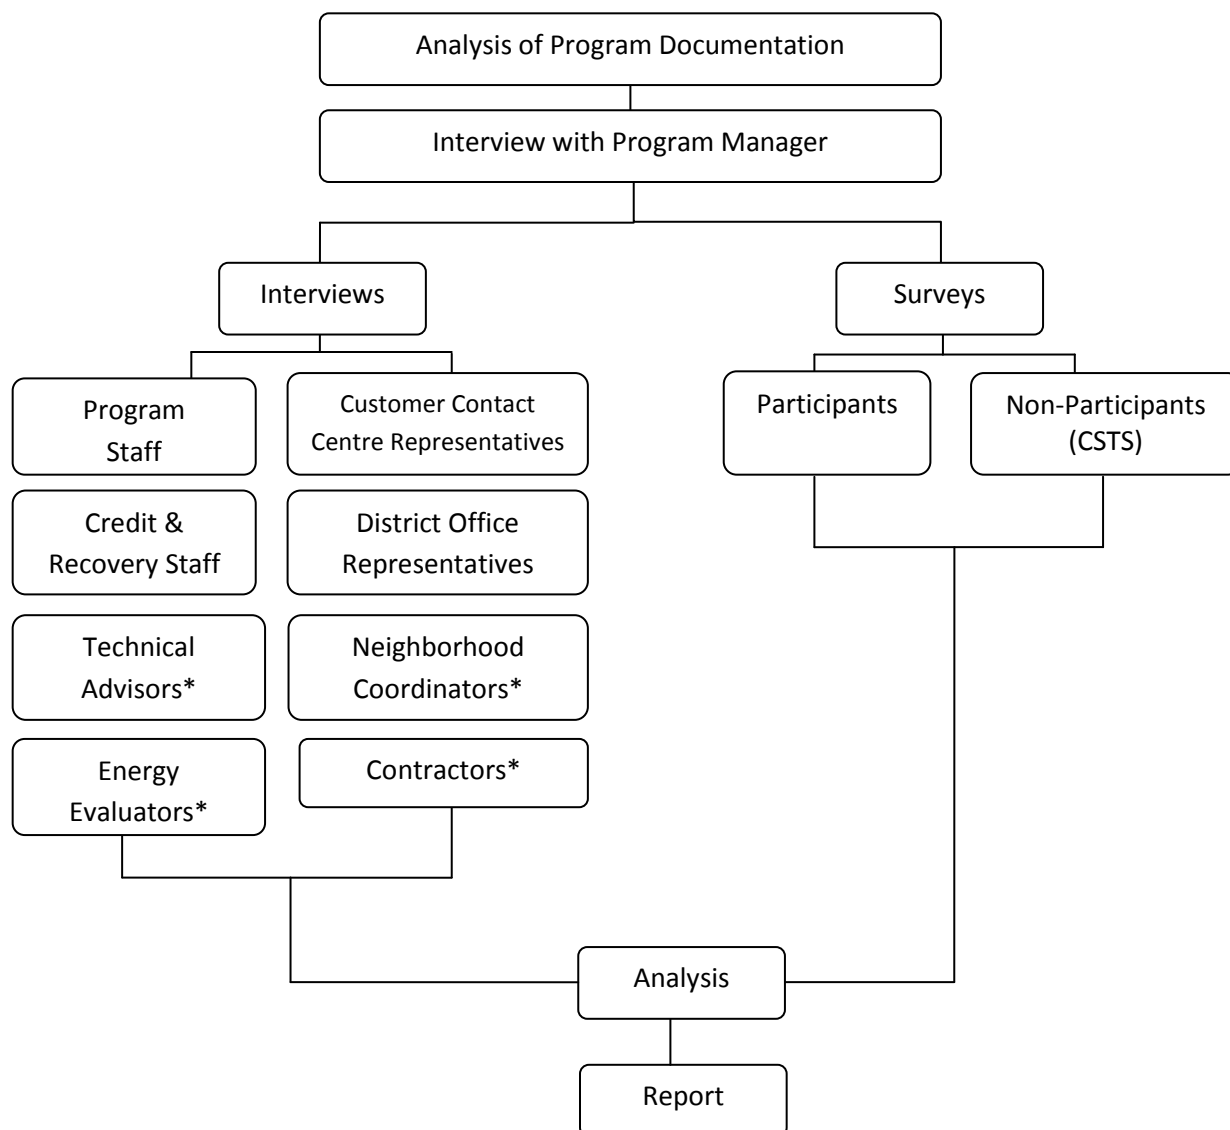 Analysis of Program Documentation
Interview with Program Manager
Interviews
Surveys
Program
Staff
Customer Contact
Centre Representatives
Participants
Non-Participants
(CSTS)
Credit &
Recovery Staff
District Office
Representatives
Technical
Advisors*
Neighborhood
Coordinators*
Energy
Evaluators*
Contractors*
Analysis
Report